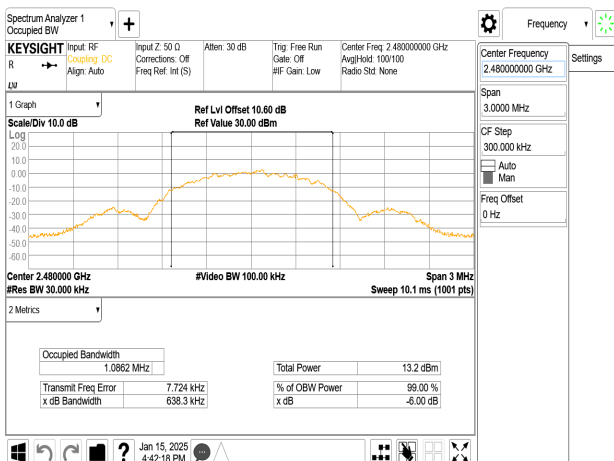 Spectrum Analyzer 1
Occupied BW
Frequency
KEYSIGHT
R
Input: RF
Coupling: DC
Align: Auto
Input Z: 50 Ω
Corrections: Off
Freq Ref: Int (S)
Atten: 30 dB
Trig: Free Run
Gate: Off
#IF Gain: Low
Center Freq: 2.480000000 GHz
Avg|Hold: 100/100
Radio Std: None
Center Frequency
2.480000000 GHz
Settings
Span
3.0000 MHz
CF Step
300.000 kHz
Auto
Man
Freq Offset
0 Hz
1 Graph
Scale/Div 10.0 dB
Ref Lvl Offset 10.60 dB
Ref Value 30.00 dBm
Log
20.0
10.0
0.00
-10.0
-20.0
-30.0
-40.0
-50.0
-60.0
Center 2.480000 GHz
#Video BW 100.00 kHz
Span 3 MHz
#Res BW 30.000 kHz
Sweep 10.1 ms (1001 pts)
2 Metrics
Occupied Bandwidth
1.0862 MHz
Total Power 13.2 dBm
Transmit Freq Error 7.724 kHz
% of OBW Power 99.00 %
x dB Bandwidth 638.3 kHz
x dB -6.00 dB
?
Jan 15, 2025
4:42:18 PM